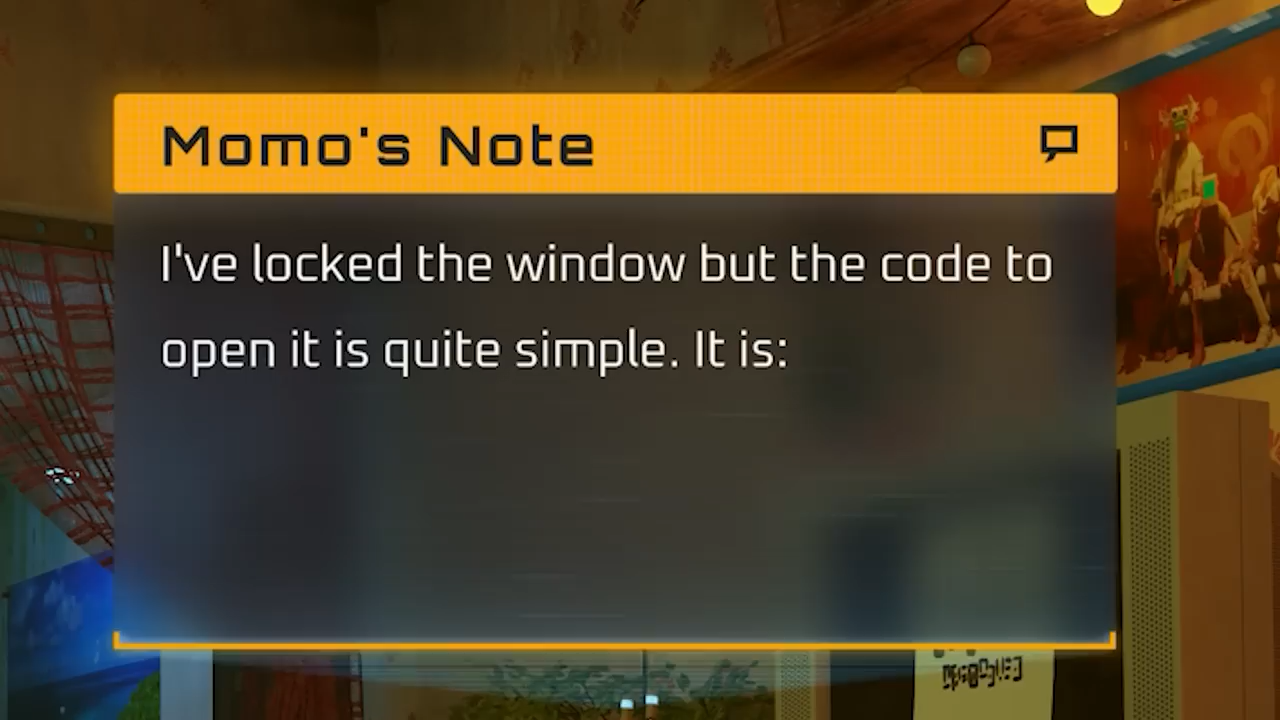 Momo's Note
I've locked the window but the code to
open it is quite simple. It is: